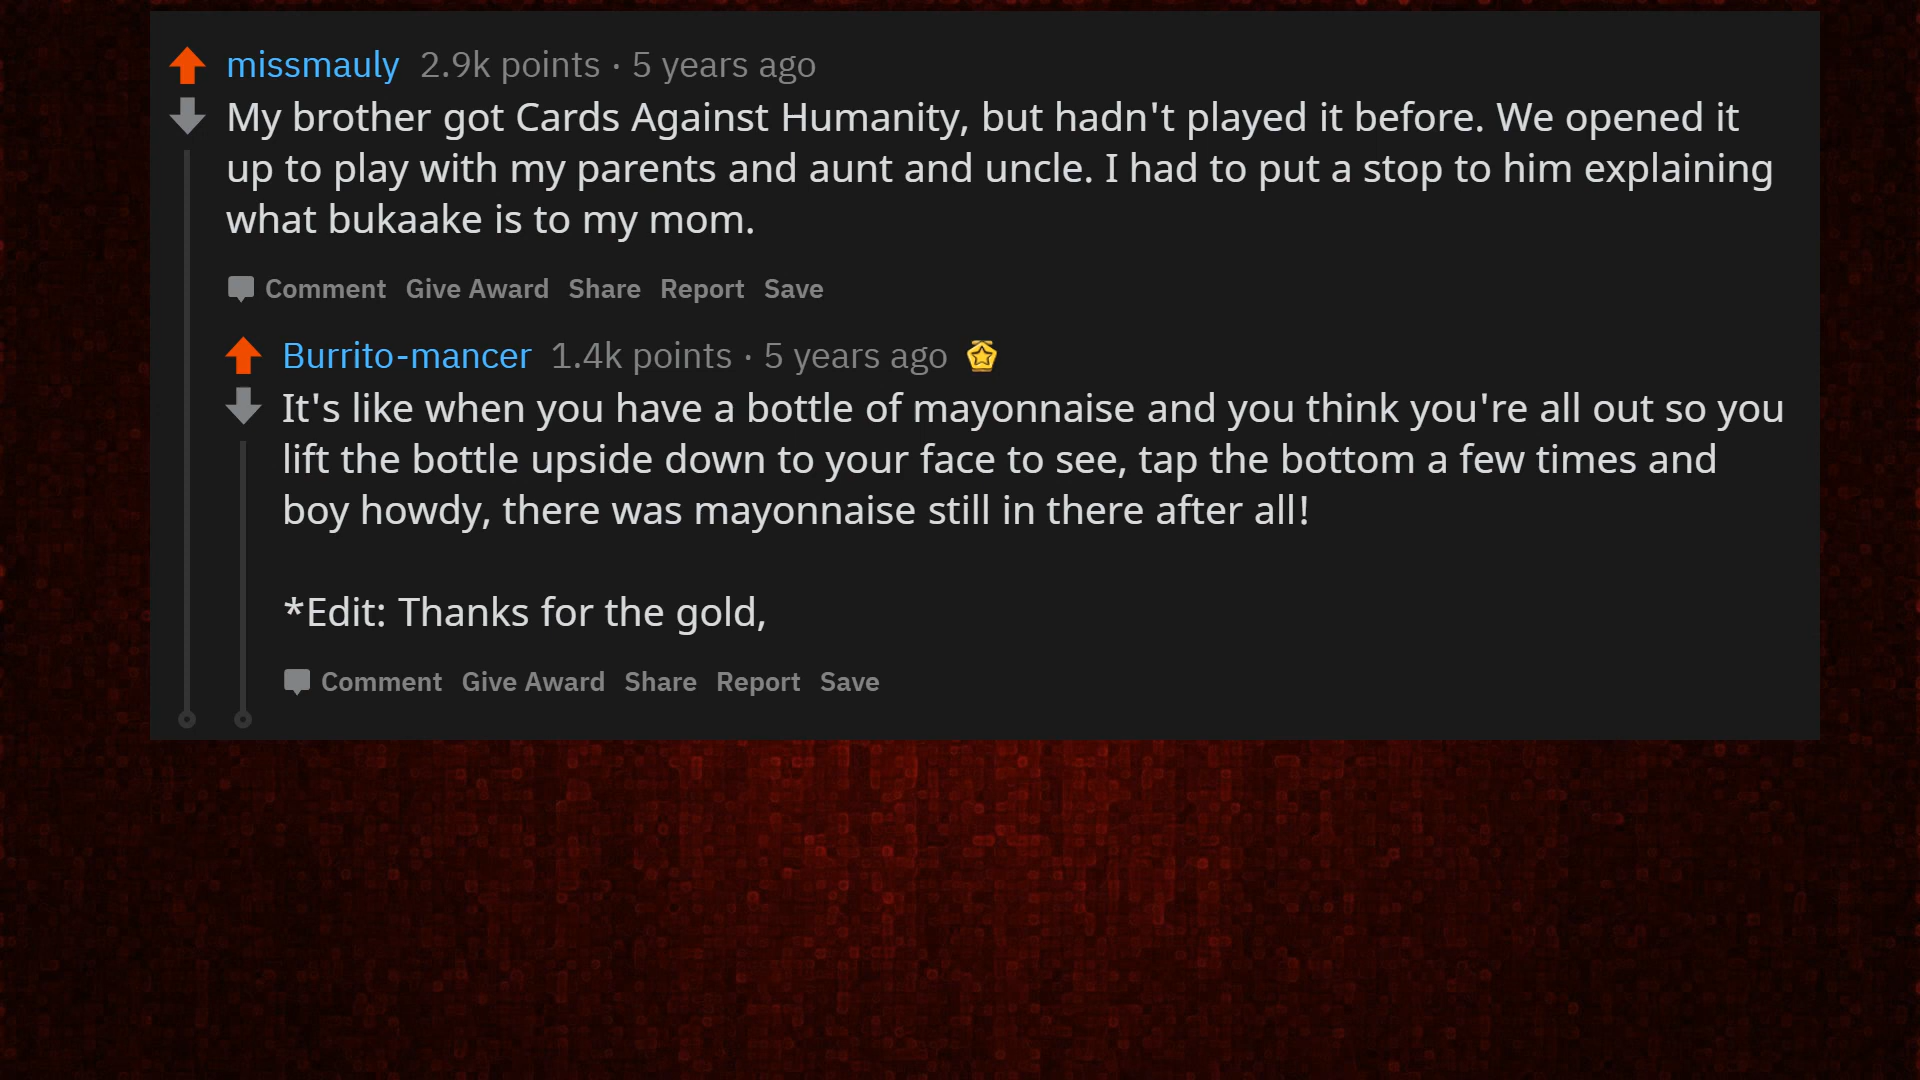 missmauly 2.9k points · 5 years ago
My brother got Cards Against Humanity, but hadn't played it before. We opened it
up to play with my parents and aunt and uncle. I had to put a stop to him explaining
what bukaake is to my mom.
Comment Give Award Share Report Save
Burrito-mancer 1.4k points · 5 years ago
It's like when you have a bottle of mayonnaise and you think you're all out so you
lift the bottle upside down to your face to see, tap the bottom a few times and
boy howdy, there was mayonnaise still in there after all!
*Edit: Thanks for the gold,
Comment Give Award Share Report Save